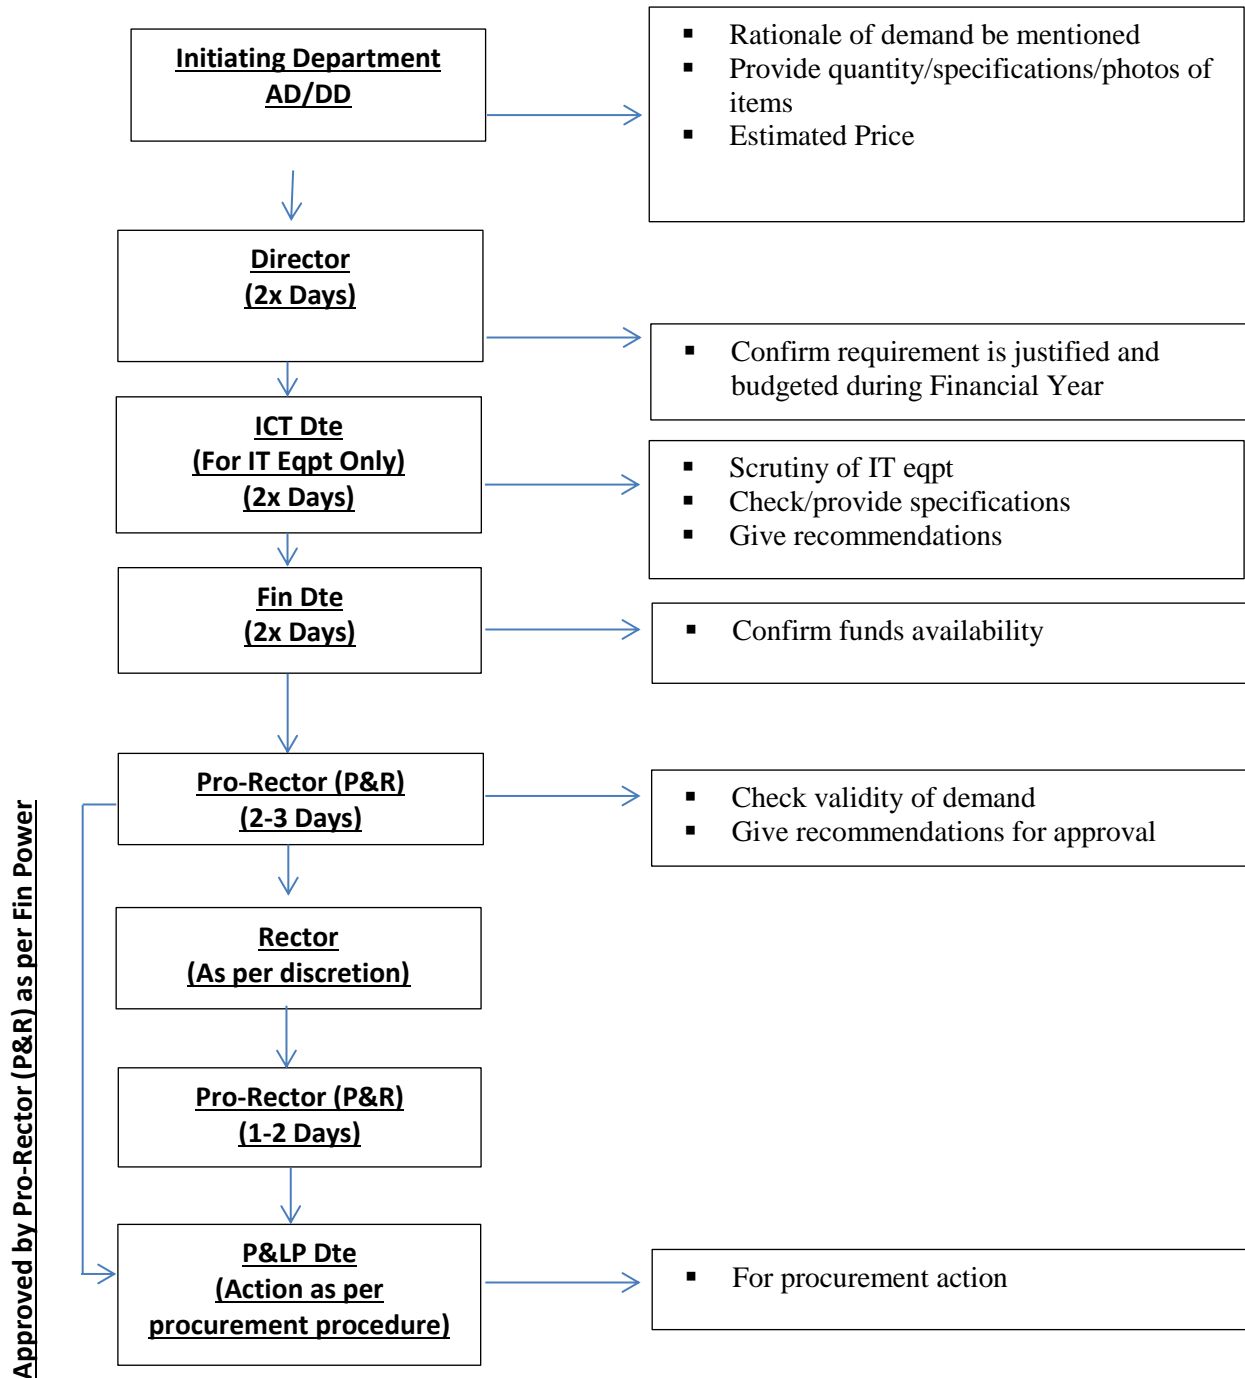 Initiating Department
AD/DD
▪ Rationale of demand be mentioned
▪ Provide quantity/specifications/photos of
items
▪ Estimated Price
Director
(2x Days)
▪ Confirm requirement is justified and
budgeted during Financial Year
ICT Dte
(For IT Eqpt Only)
(2x Days)
▪ Scrutiny of IT eqpt
▪ Check/provide specifications
▪ Give recommendations
Fin Dte
(2x Days)
▪ Confirm funds availability
Pro-Rector (P&R)
(2-3 Days)
▪ Check validity of demand
▪ Give recommendations for approval
Rector
(As per discretion)
Pro-Rector (P&R)
(1-2 Days)
P&LP Dte
(Action as per
procurement procedure)
▪ For procurement action
Approved by Pro-Rector (P&R) as per Fin Power